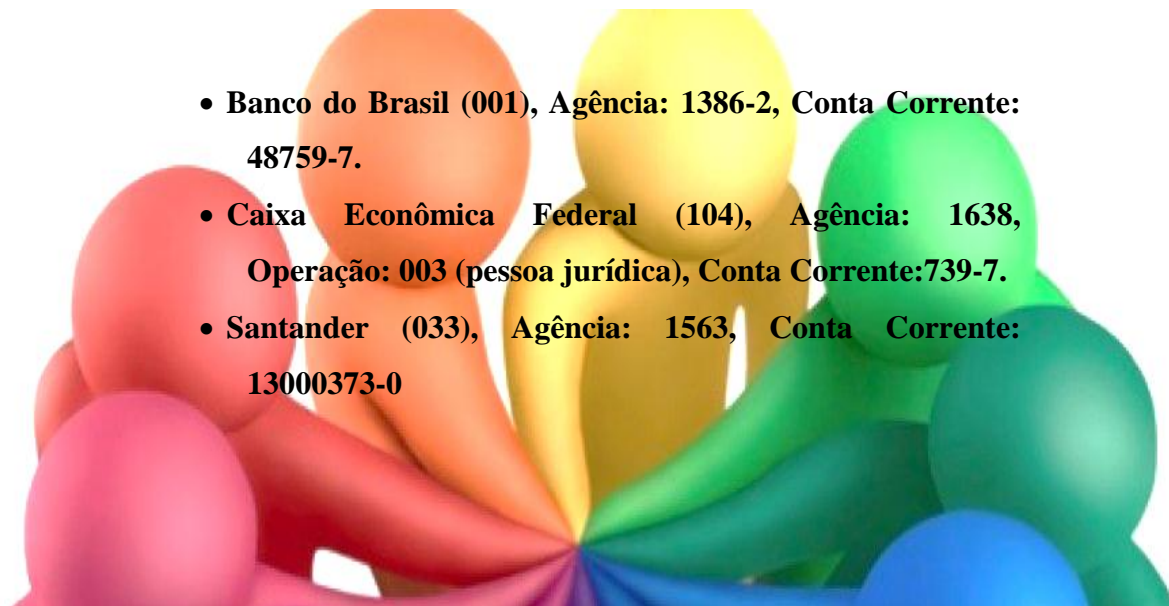 • Banco do Brasil (001), Agência: 1386-2, Conta Corrente:
48759-7.
• Caixa Econômica Federal (104), Agência: 1638,
Operação: 003 (pessoa jurídica), Conta Corrente:739-7.
• Santander (033), Agência: 1563, Conta Corrente:
13000373-0